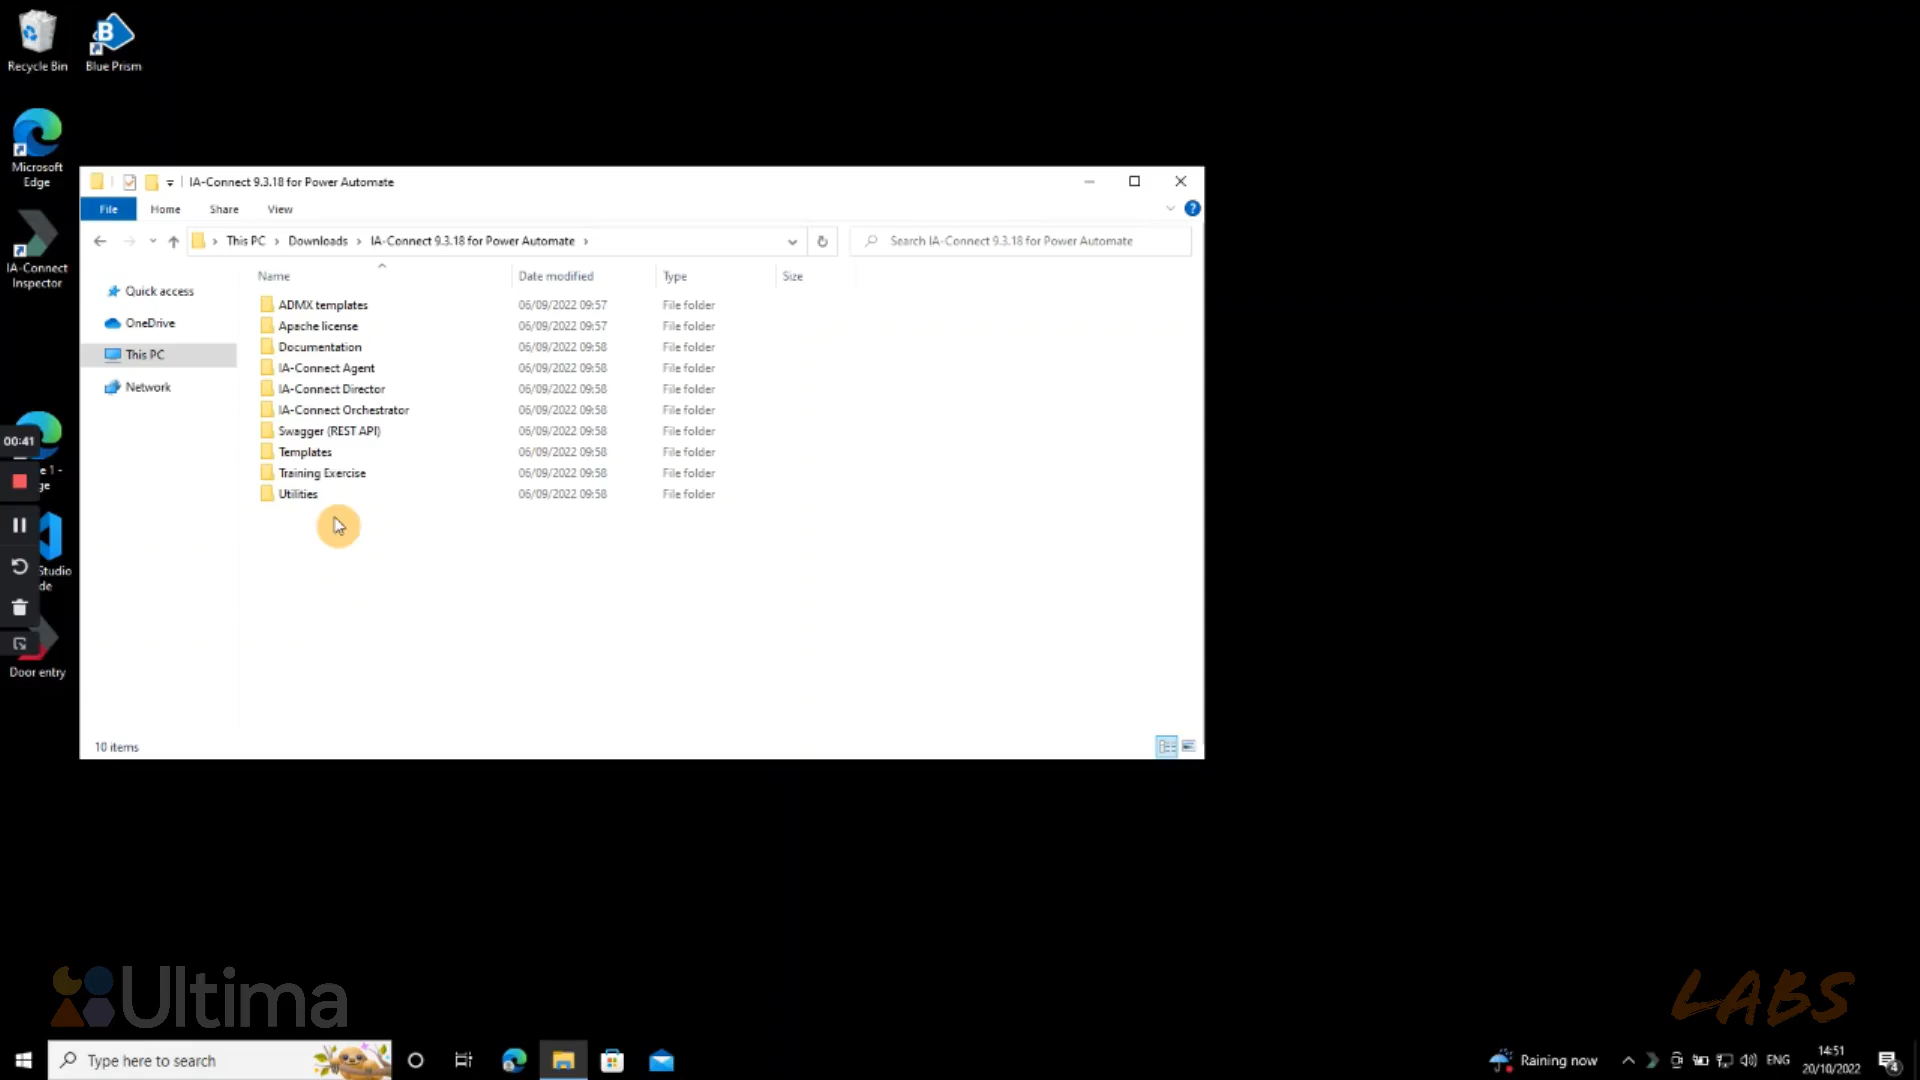 Recycle Bin
Blue Prism
Microsoft
Edge
IA-Connect
Inspector
00:41
e 1 -
ge
Studio
de
Door entry
IA-Connect 9.3.18 for Power Automate
File
Home
Share
View
?
This PC
Downloads
IA-Connect 9.3.18 for Power Automate
Search IA-Connect 9.3.18 for Power Automate
Quick access
OneDrive
This PC
Network
Name Date modified Type Size
ADMX templates 06/09/2022 09:57 File folder
Apache license 06/09/2022 09:57 File folder
Documentation 06/09/2022 09:58 File folder
IA-Connect Agent 06/09/2022 09:58 File folder
IA-Connect Director 06/09/2022 09:58 File folder
IA-Connect Orchestrator 06/09/2022 09:58 File folder
Swagger (REST API) 06/09/2022 09:58 File folder
Templates 06/09/2022 09:58 File folder
Training Exercise 06/09/2022 09:58 File folder
Utilities 06/09/2022 09:58 File folder
10 items
Ultima
LABS
Type here to search
Raining now
ENG
14:51
20/10/2022
4